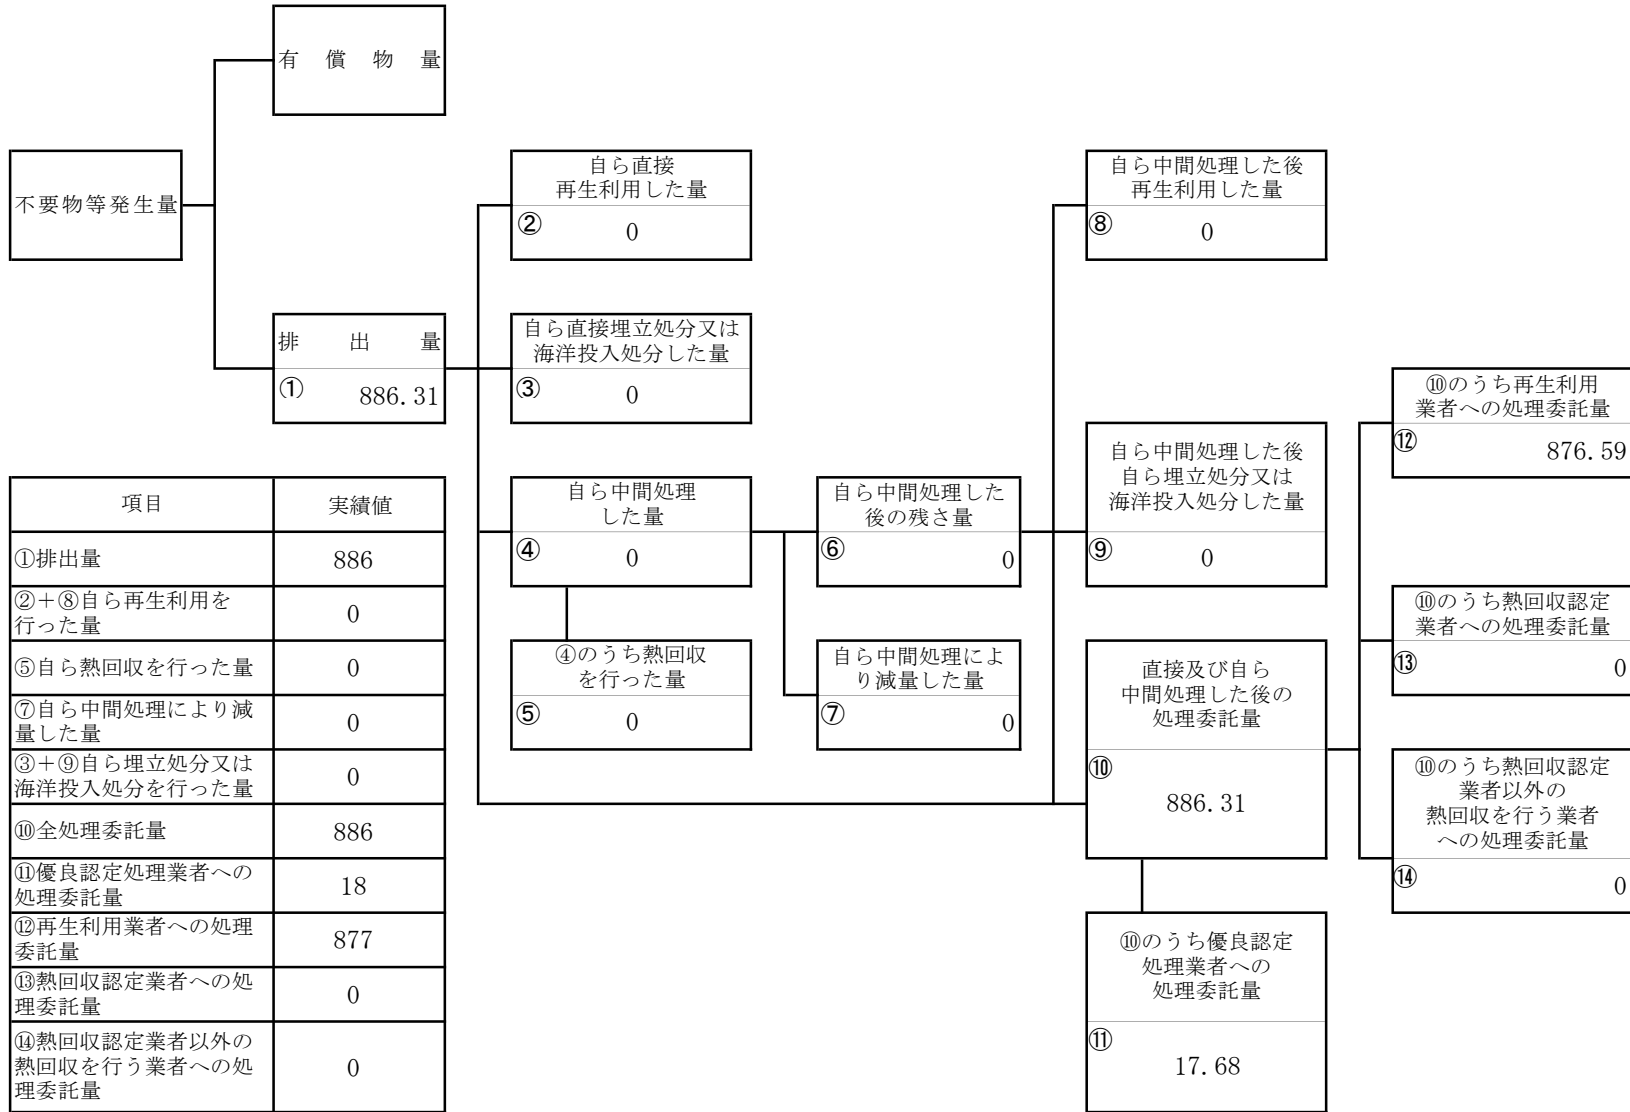 有償物量
不要物等発生量
排出量
① 886.31
自ら直接
再生利用した量
② 0
自ら直接埋立処分又は
海洋投入処分した量
③ 0
自ら中間処理
した量
④ 0
④のうち熱回収
を行った量
⑤ 0
自ら中間処理した
後の残さ量
⑥ 0
自ら中間処理によ
り減量した量
⑦ 0
自ら中間処理した後
再生利用した量
⑧ 0
自ら中間処理した後
自ら埋立処分又は
海洋投入処分した量
⑨ 0
直接及び自ら
中間処理した後の
処理委託量
⑩
886.31
⑩のうち優良認定
処理業者への
処理委託量
⑪
17.68
⑩のうち再生利用
業者への処理委託量
⑫ 876.59
⑩のうち熱回収認定
業者への処理委託量
⑬ 0
⑩のうち熱回収認定
業者以外の
熱回収を行う業者
への処理委託量
⑭ 0
項目 実績値
①排出量 886
②+⑧自ら再生利用を
行った量 0
⑤自ら熱回収を行った量 0
⑦自ら中間処理により減
量した量 0
③+⑨自ら埋立処分又は
海洋投入処分を行った量 0
⑩全処理委託量 886
⑪優良認定処理業者への
処理委託量 18
⑫再生利用業者への処理
委託量 877
⑬熱回収認定業者への処
理委託量 0
⑭熱回収認定業者以外の
熱回収を行う業者への処
理委託量 0